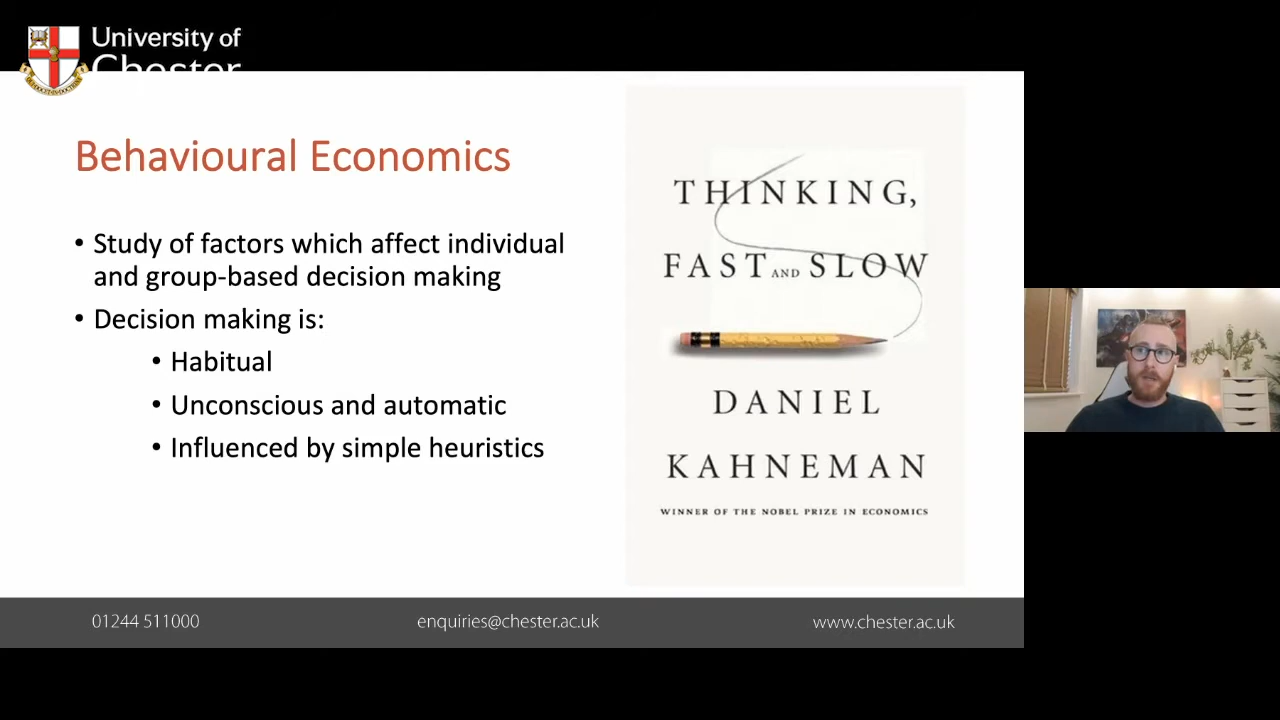 University of
Chester
Behavioural Economics
• Study of factors which affect individual
and group-based decision making
• Decision making is:
• Habitual
• Unconscious and automatic
• Influenced by simple heuristics
THINKING,
FAST AND SLOW
DANIEL
KAHNEMAN
WINNER OF THE NOBEL PRIZE IN ECONOMICS
01244 511000
enquiries@chester.ac.uk
www.chester.ac.uk